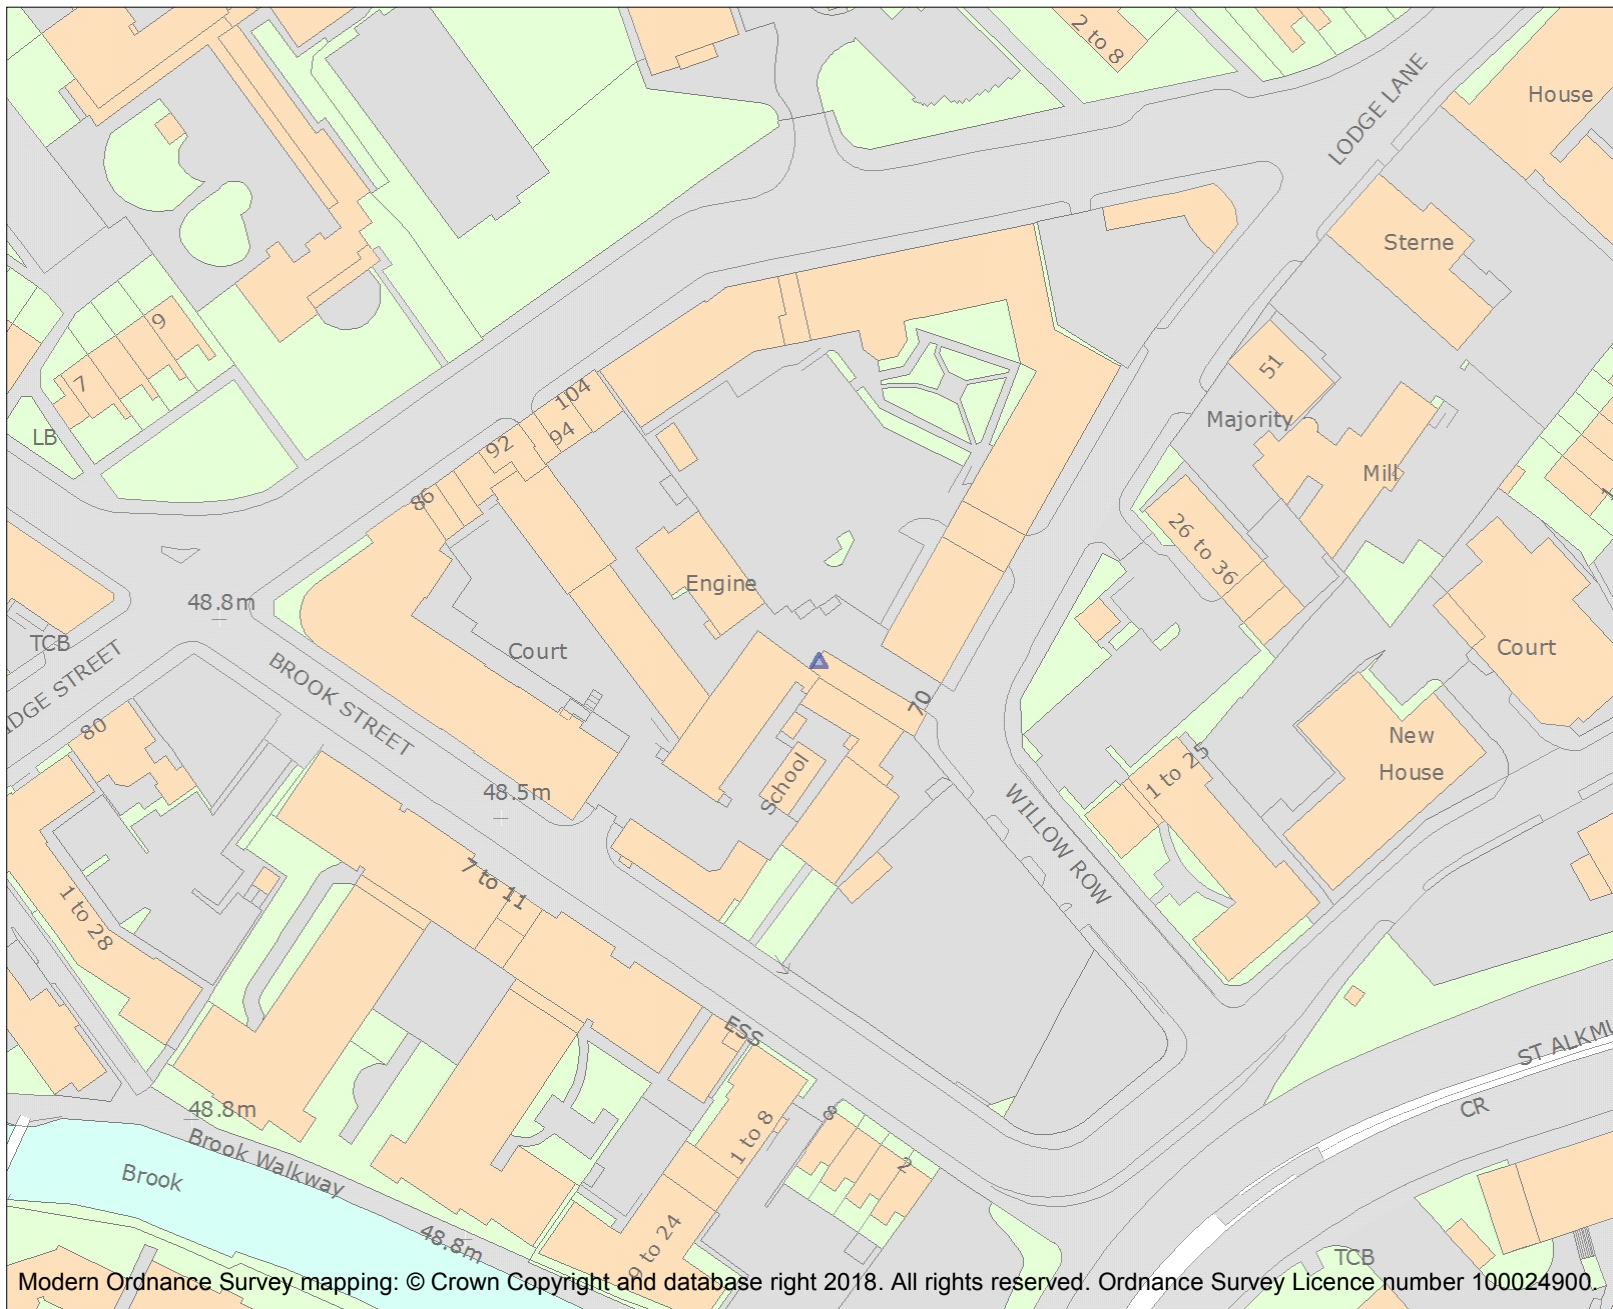 2 to 8
LODGE LANE
House
Sterne
9
7
51
104
94
92
86
LB
Majority
Mill
26 to 36
Engine
48.8m
TCB
Court
Court
BROOK STREET
70
New
House
80
48.5m
School
1 to 25
WILLOW ROW
7 to 11
1 to 28
ESS
ST ALKMU
CR
48.8m
Brook Walkway
Brook
8
1 to 8
2
48.8m
9 to 24
TCB
Modern Ordnance Survey mapping: © Crown Copyright and database right 2018. All rights reserved. Ordnance Survey Licence number 100024900.